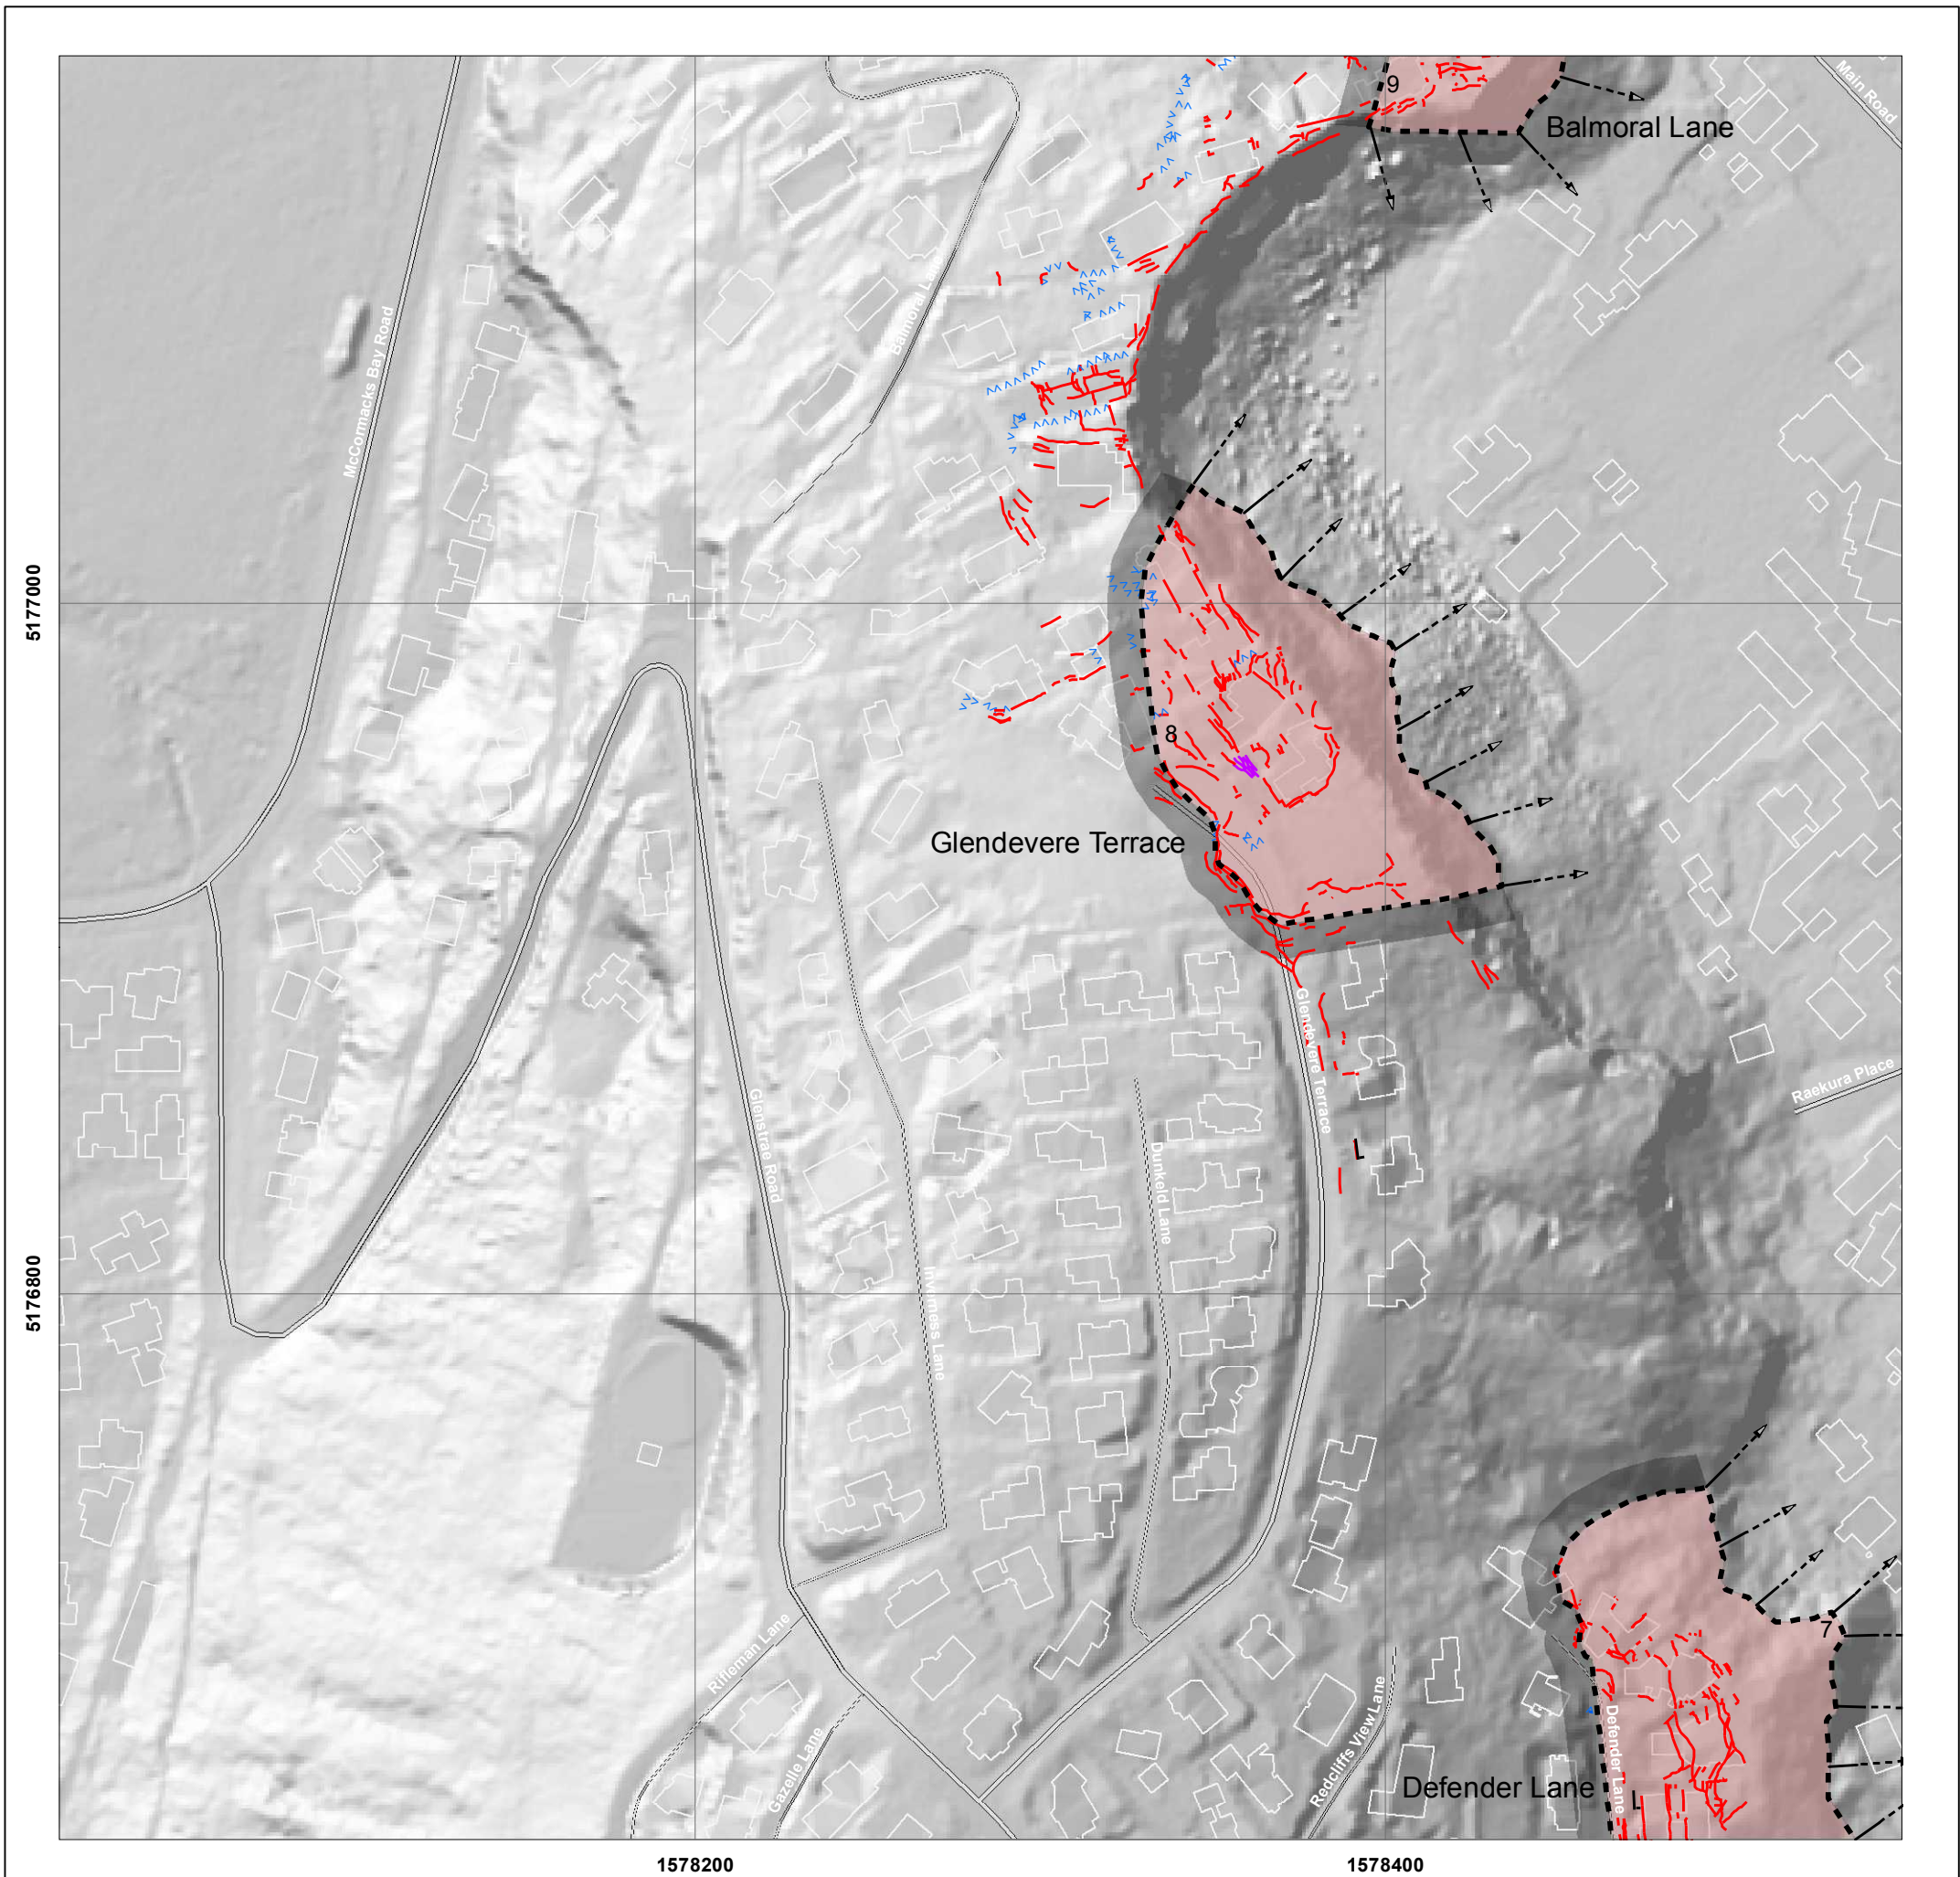 Main Road
9
Balmoral Lane
Balmoral Lane
McCormacks Bay Road
5177000
8
Glendevere Terrace
Glendevere Terrace
Raekura Place
Glenstrae Road
Dunkeld Lane
5176800
Inverness Lane
7
Rifleman Lane
Gazelle Lane
Redcliffs View Lane
Defender Lane
Defender Lane
1578200
1578400